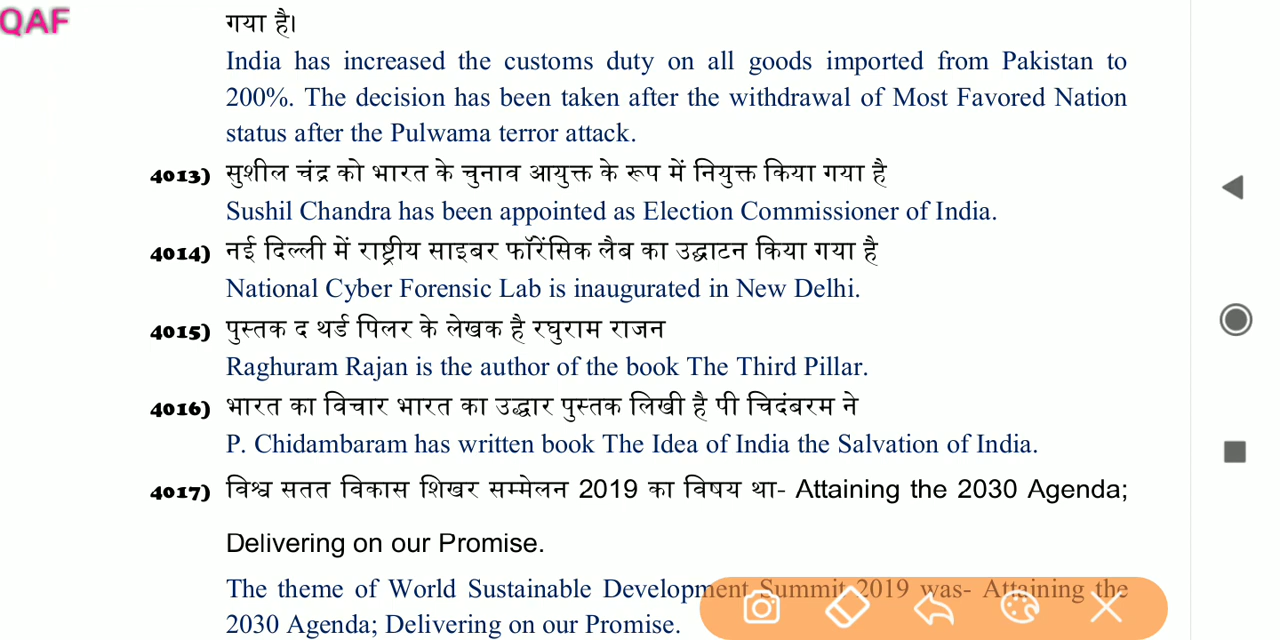 QAF
गया है।
India has increased the customs duty on all goods imported from Pakistan to
200%. The decision has been taken after the withdrawal of Most Favored Nation
status after the Pulwama terror attack.
4013) सुशील चंद्र को भारत के चुनाव आयुक्त के रूप में नियुक्त किया गया है
Sushil Chandra has been appointed as Election Commissioner of India.
4014) नई दिल्ली में राष्ट्रीय साइबर फॉरेंसिक लैब का उद्घाटन किया गया है
National Cyber Forensic Lab is inaugurated in New Delhi.
4015) पुस्तक द थर्ड पिलर के लेखक है रघुराम राजन
Raghuram Rajan is the author of the book The Third Pillar.
4016) भारत का विचार भारत का उद्धार पुस्तक लिखी है पी चिदंबरम ने
P. Chidambaram has written book The Idea of India the Salvation of India.
4017) विश्व सतत विकास शिखर सम्मेलन 2019 का विषय था- Attaining the 2030 Agenda;
Delivering on our Promise.
The theme of World Sustainable Development Summit 2019 was- Attaining the
2030 Agenda; Delivering on our Promise.